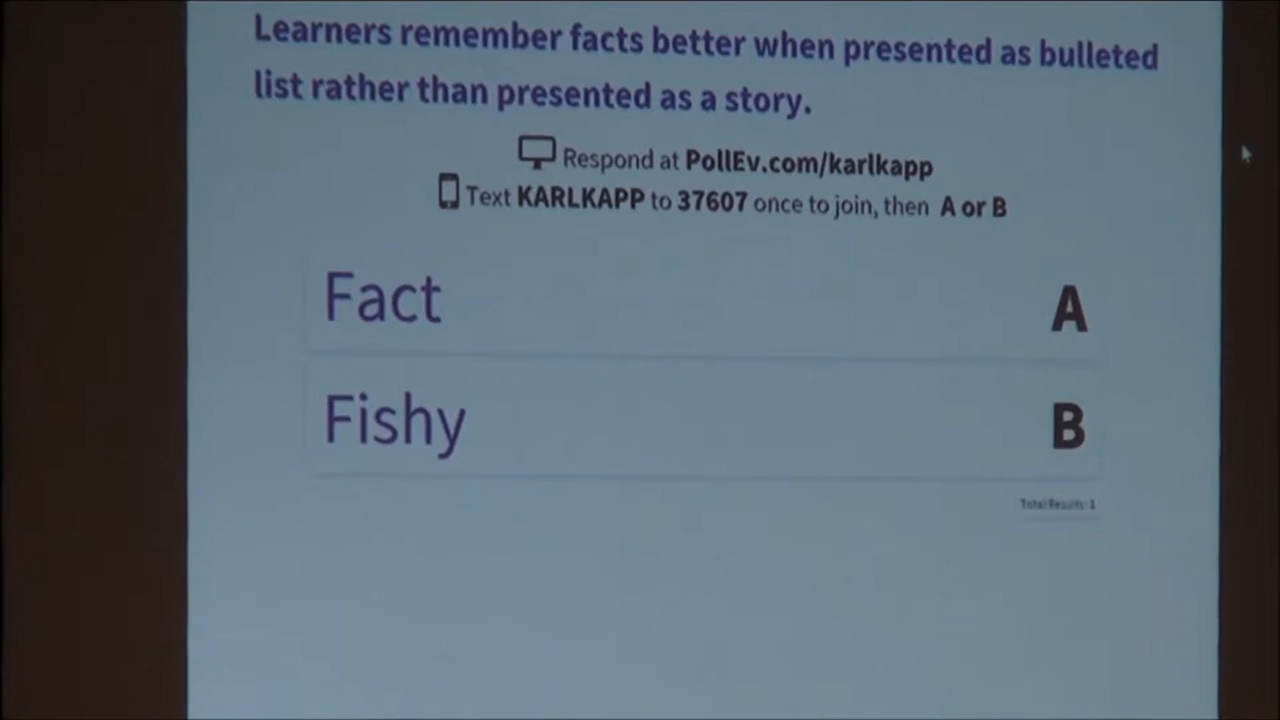 Learners remember facts better when presented as bulleted
list rather than presented as a story.
Respond at PollEv.com/karlkapp
Text KARLKAPP to 37607 once to join, then A or B
Fact A
Fishy B
Total Results: 1